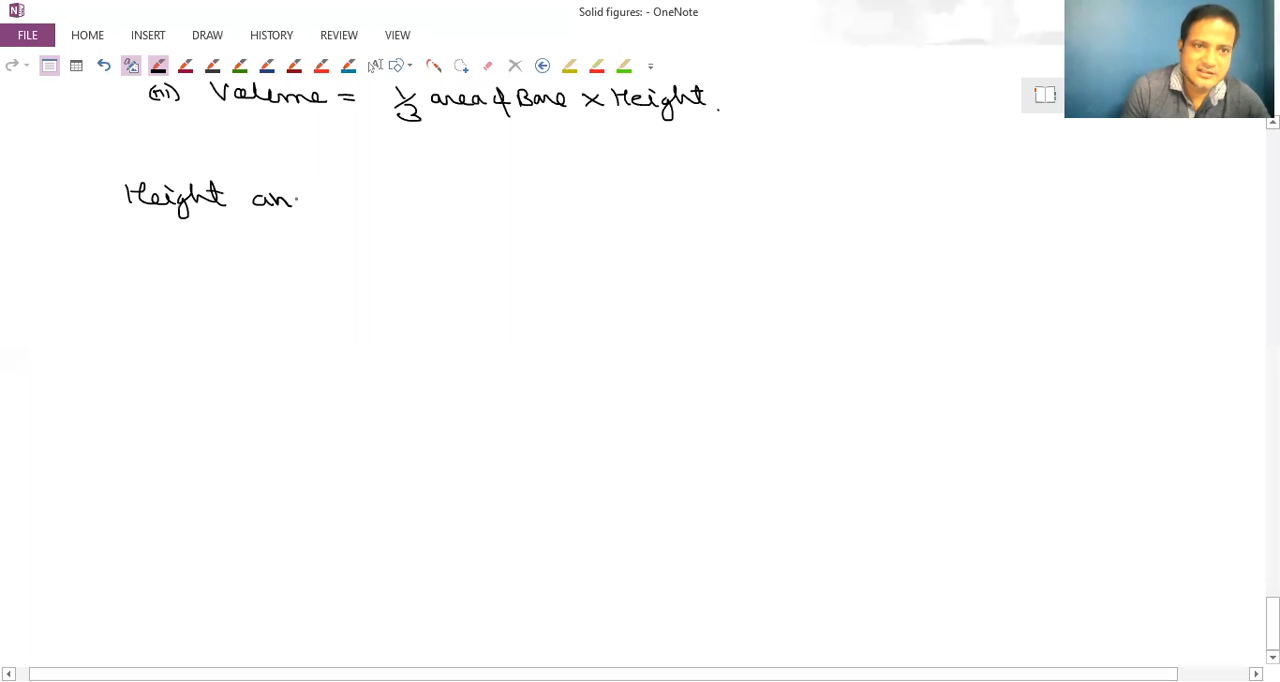 Solid figures: - OneNote
FILE HOME INSERT DRAW HISTORY REVIEW VIEW
(iii) Volume = 1/3 area of Base × Height.
Height an